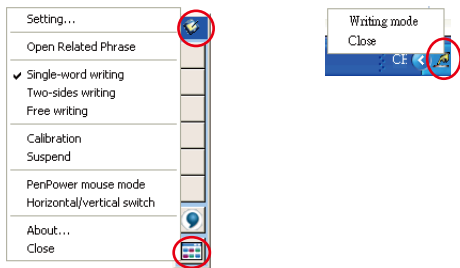 Setting...
Open Related Phrase
Single-word writing
Two-sides writing
Free writing
Calibration
Suspend
PenPower mouse mode
Horizontal/vertical switch
About...
Close
Writing mode
Close